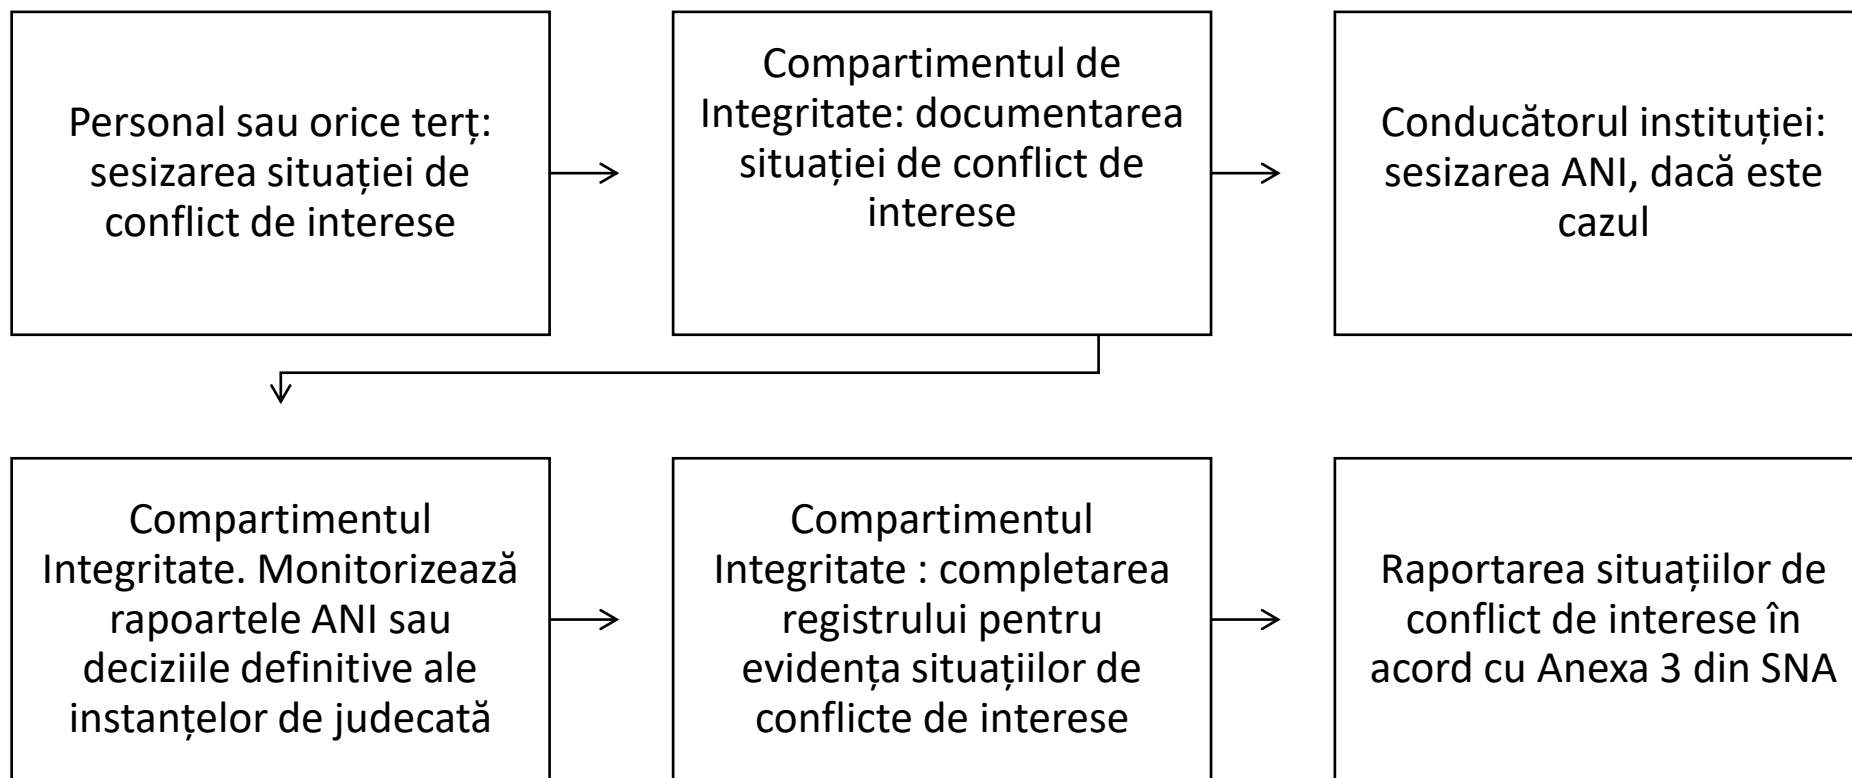 Personal sau orice terț:
sesizarea situației de
conflict de interese
Compartimentul de
Integritate: documentarea
situației de conflict de
interese
Conducătorul instituției:
sesizarea ANI, dacă este
cazul
Compartimentul
Integritate. Monitorizează
rapoartele ANI sau
deciziile definitive ale
instanțelor de judecată
Compartimentul
Integritate : completarea
registrului pentru
evidența situațiilor de
conflicte de interese
Raportarea situațiilor de
conflict de interese în
acord cu Anexa 3 din SNA